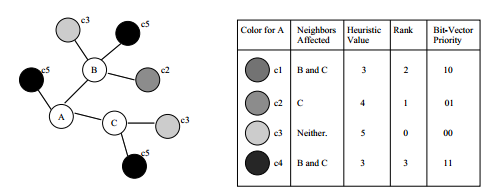 c3
c5
c5
B
c2
A
C
c3
c5
Color for A Neighbors Affected Heuristic Value Rank Bit-Vector Priority
c1 B and C 3 2 10
c2 C 4 1 01
c3 Neither. 5 0 00
c4 B and C 3 3 11